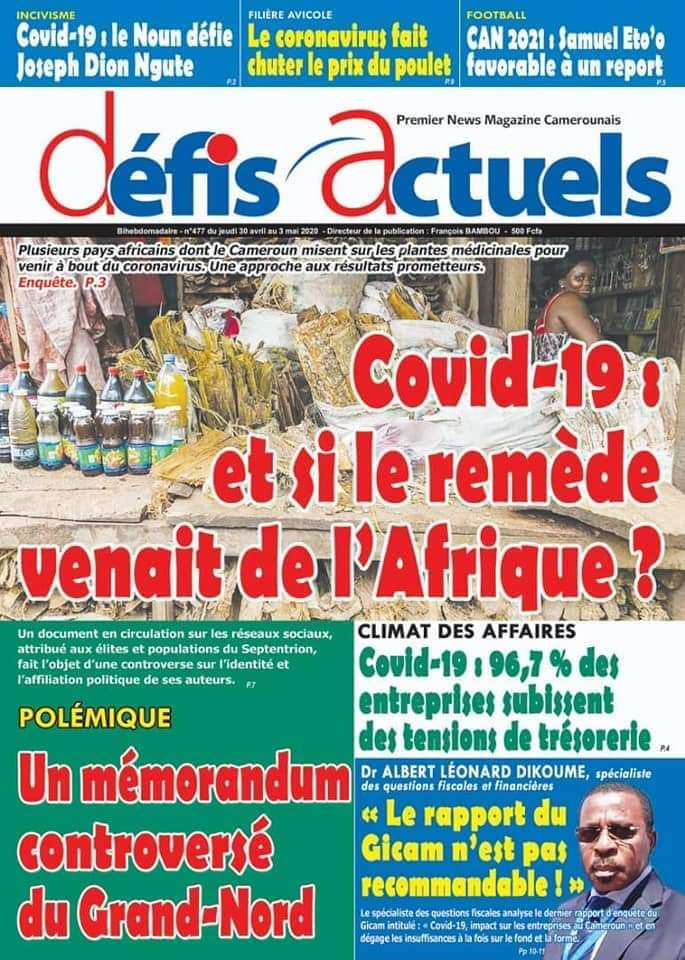 INCIVISME
Covid-19 : le Noun défie
Joseph Dion Ngute
P.2
FILIÈRE AVICOLE
Le coronavirus fait
chuter le prix du poulet
P.9
FOOTBALL
CAN 2021 : Samuel Eto'o
favorable à un report
P.5
Premier News Magazine Camerounais
défis Actuels
Bihebdomadaire - n°477 du jeudi 30 avril au 3 mai 2020 - Directeur de la publication : François BAMBOU - 500 Fcfa
Plusieurs pays africains dont le Cameroun misent sur les plantes médicinales pour
venir à bout du coronavirus. Une approche aux résultats prometteurs.
Enquête. P.3
Covid-19 :
et si le remède
venait de l'Afrique ?
Un document en circulation sur les réseaux sociaux,
attribué aux élites et populations du Septentrion,
fait l'objet d'une controverse sur l'identité et
l'affiliation politique de ses auteurs. P.7
POLÉMIQUE
Un mémorandum
controversé
du Grand-Nord
CLIMAT DES AFFAIRES
Covid-19 : 96,7 % des
entreprises subissent
des tensions de trésorerie P.4
Dr ALBERT LÉONARD DIKOUME, spécialiste
des questions fiscales et financières
« Le rapport du
Gicam n'est pas
recommandable ! »
Le spécialiste des questions fiscales analyse le dernier rapport d'enquête du
Gicam intitulé : « Covid-19, impact sur les entreprises au Cameroun » et en
dégage les insuffisances à la fois sur le fond et la forme.
Pp 10-11